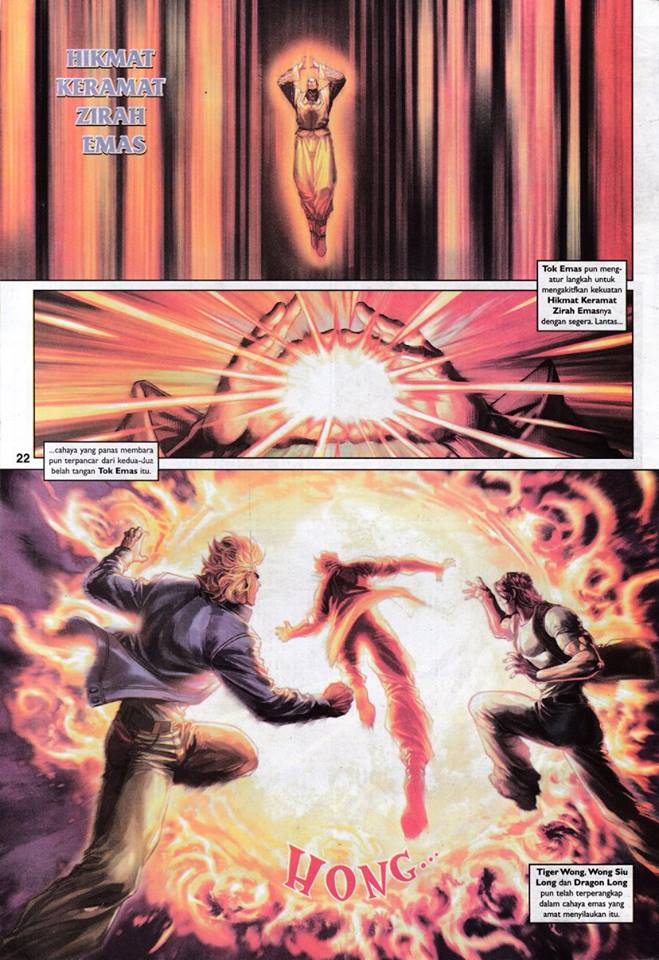 HIKMAT
KERAMAT
ZIRAH
EMAS
Tok Emas pun meng-
atur langkah untuk
mengakitfkan kekuatan
Hikmat Keramat
Zirah Emasnya
dengan segera. Lantas...
22
...cahaya yang panas membara
pun terpancar dari kedua-dua
belah tangan Tok Emas itu.
HONG...
Tiger Wong, Wong Siu
Long dan Dragon Long
pun telah terperangkap
dalam cahaya emas yang
amat menyilaukan itu.